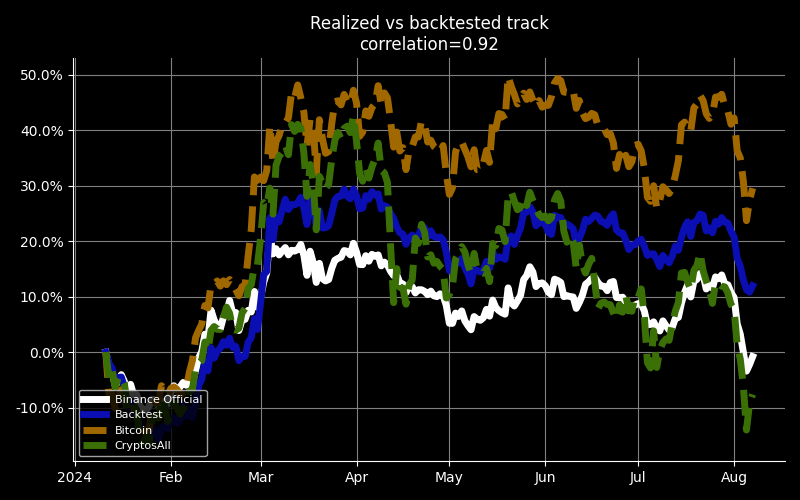 Realized vs backtested track
correlation=0.92
50.0%
40.0%
30.0%
20.0%
10.0%
0.0%
-10.0%
Binance Official
Backtest
Bitcoin
CryptosAll
2024 Feb Mar Apr May Jun Jul Aug